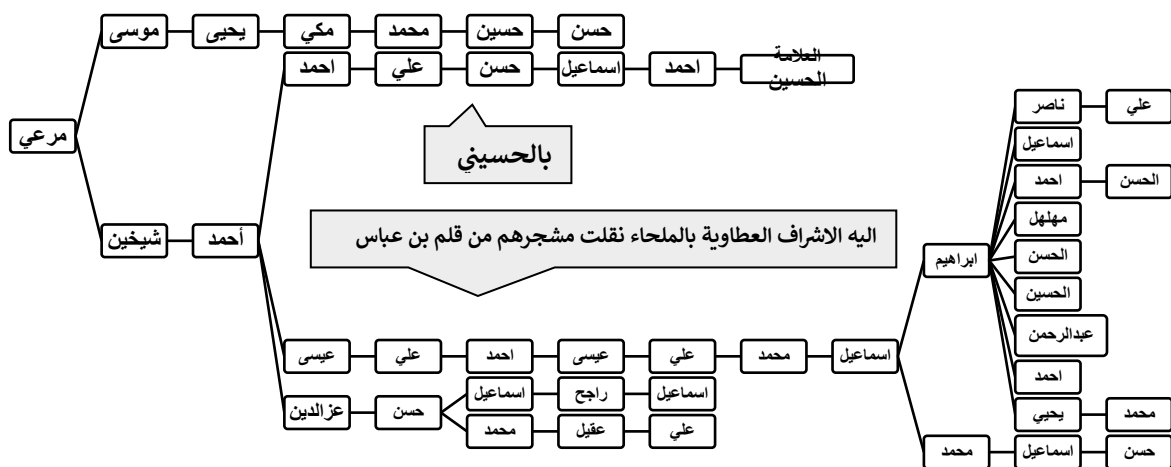 موسى
يحيى
مكي
محمد
حسين
حسن
احمد
علي
حسن
اسماعيل
احمد
العلامة
الحسين
بالحسيني
مرعي
شيخين
أحمد
اليه الاشراف العطاوية بالملحاء نقلت مشجرهم من قلم بن عباس
عيسى
علي
احمد
عيسى
علي
محمد
اسماعيل
عزالدين
حسن
اسماعيل
راجح
اسماعيل
محمد
عقيل
علي
ابراهيم
ناصر
علي
اسماعيل
احمد
الحسن
مهلهل
الحسن
الحسين
عبدالرحمن
احمد
يحيي
محمد
محمد
اسماعيل
حسن